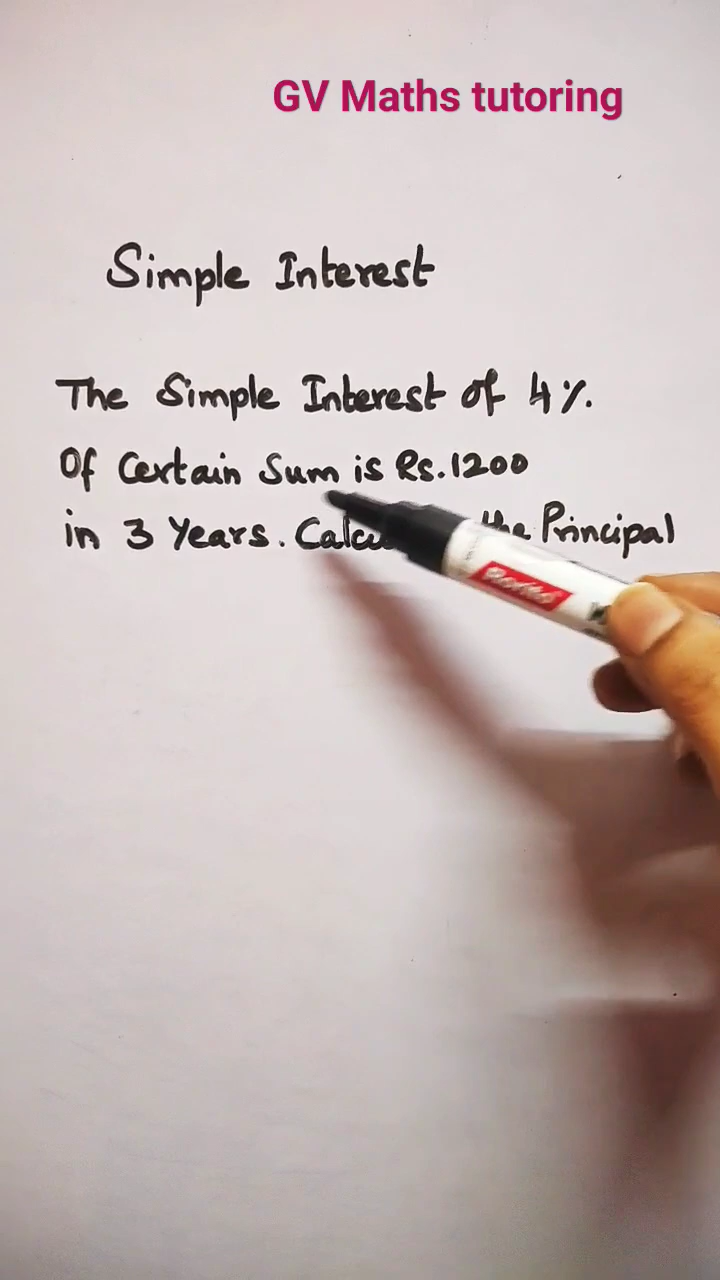 GV Maths tutoring
Simple Interest
The Simple Interest of 4%.
Of Certain Sum is Rs.1200
in 3 Years. the Principal